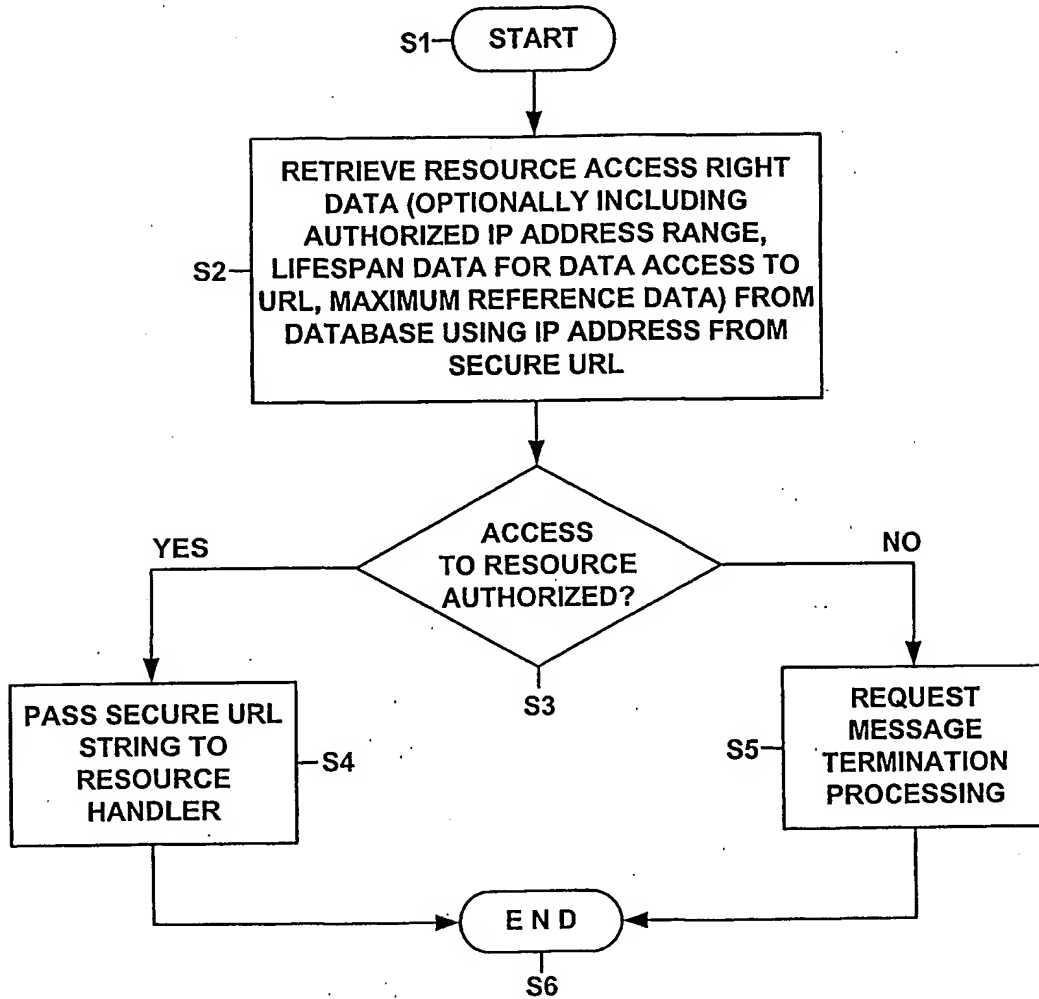 S1
START
S2
RETRIEVE RESOURCE ACCESS RIGHT
DATA (OPTIONALLY INCLUDING
AUTHORIZED IP ADDRESS RANGE,
LIFESPAN DATA FOR DATA ACCESS TO
URL, MAXIMUM REFERENCE DATA) FROM
DATABASE USING IP ADDRESS FROM
SECURE URL
YES
ACCESS
TO RESOURCE
AUTHORIZED?
NO
S3
PASS SECURE URL
STRING TO
RESOURCE
HANDLER
S4
S5
REQUEST
MESSAGE
TERMINATION
PROCESSING
END
S6